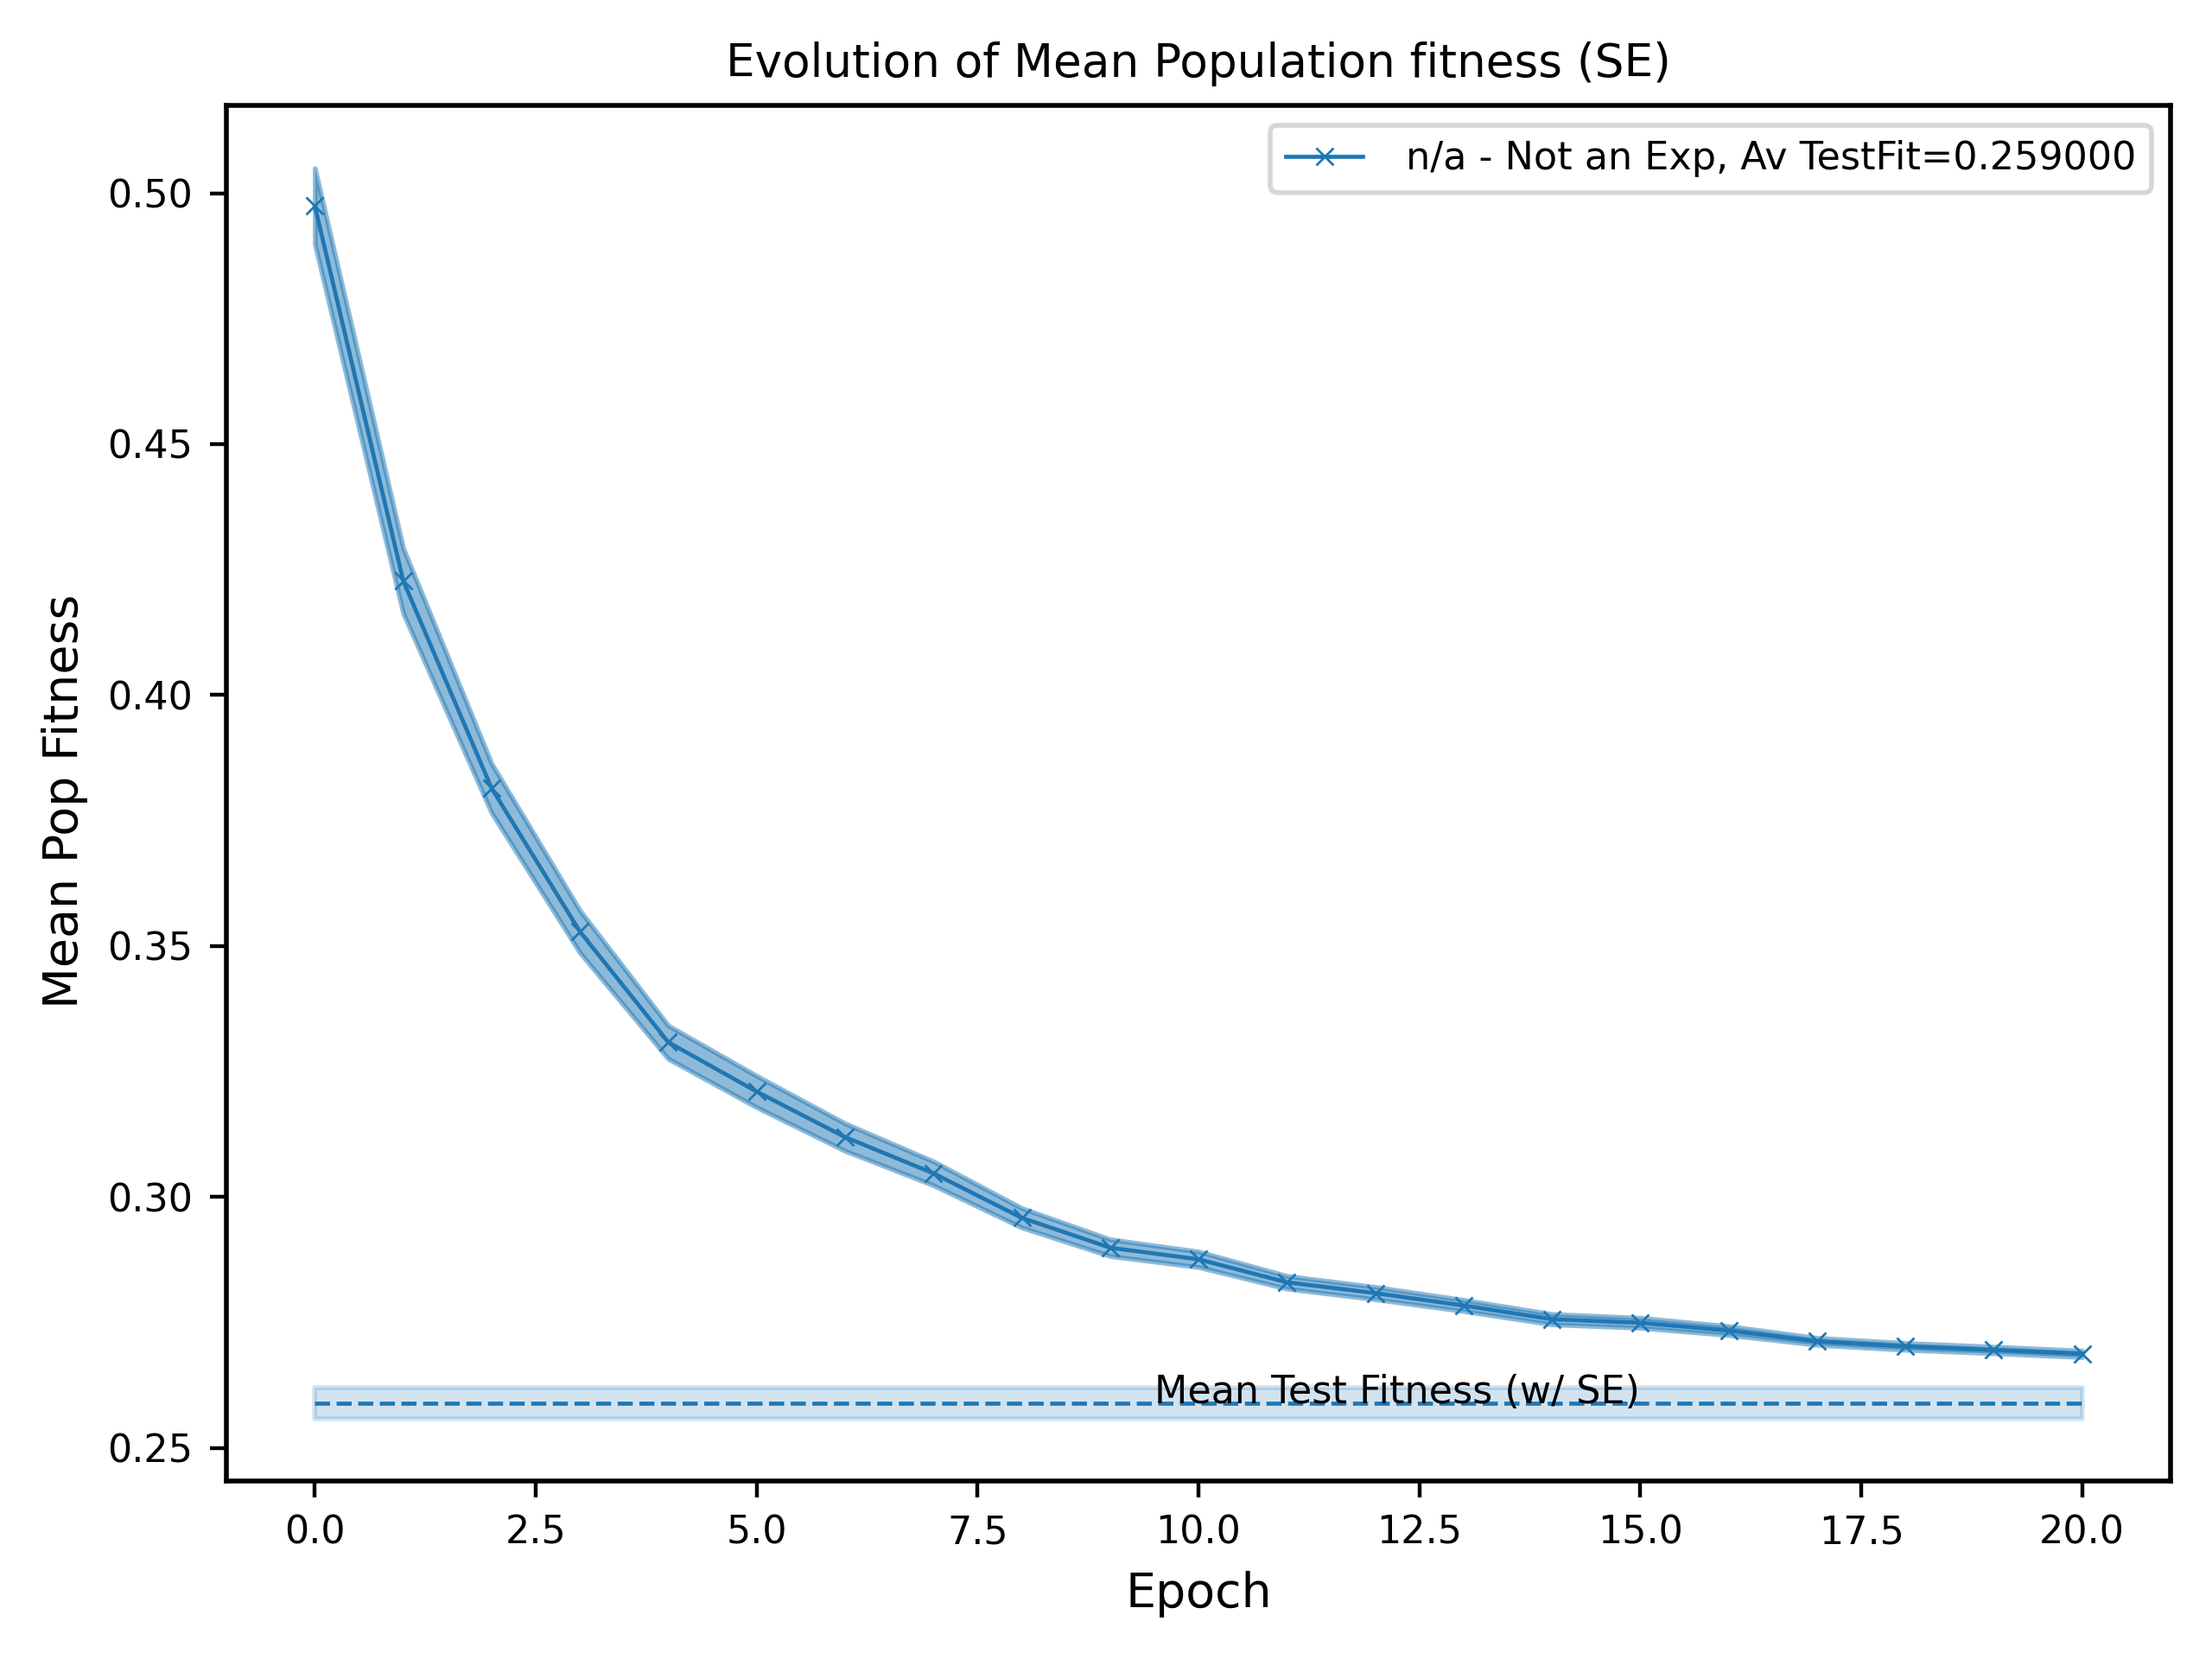 Evolution of Mean Population fitness (SE)
n/a - Not an Exp, Av TestFit=0.259000
Mean Pop Fitness
0.50
0.45
0.40
0.35
0.30
0.25
Mean Test Fitness (w/ SE)
0.0 2.5 5.0 7.5 10.0 12.5 15.0 17.5 20.0
Epoch